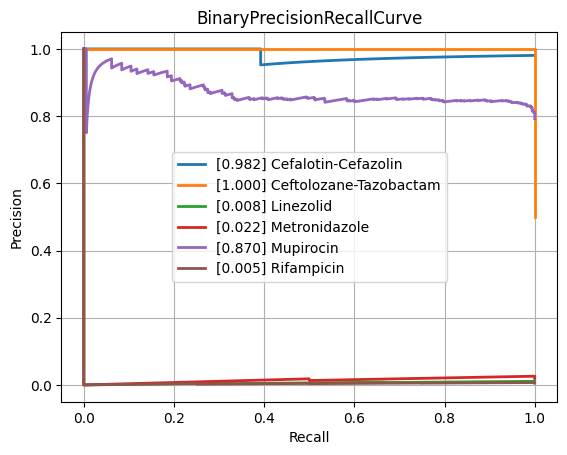 BinaryPrecisionRecallCurve
1.0
0.8
0.6
0.4
0.2
0.0
Precision
[0.982] Cefalotin-Cefazolin
[1.000] Ceftolozane-Tazobactam
[0.008] Linezolid
[0.022] Metronidazole
[0.870] Mupirocin
[0.005] Rifampicin
0.0 0.2 0.4 0.6 0.8 1.0
Recall